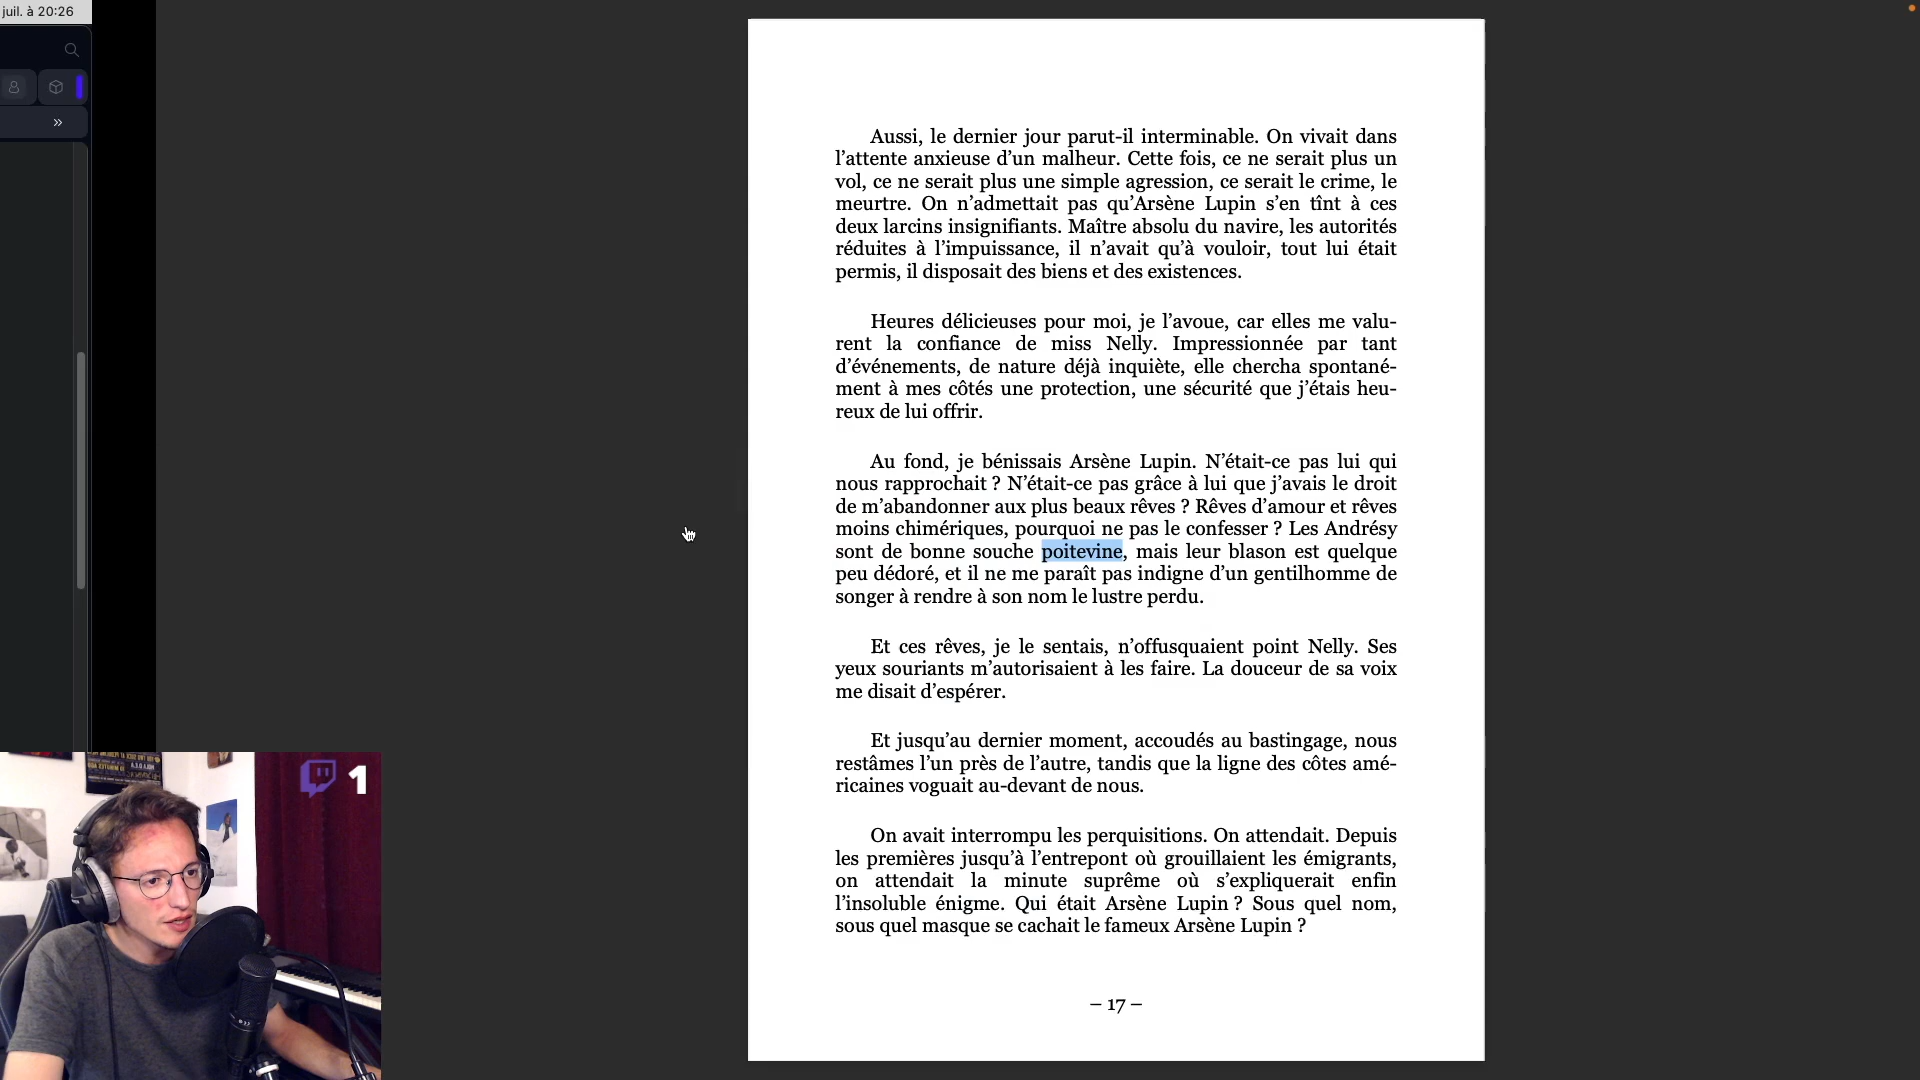 juil. à 20:26
»
Aussi, le dernier jour parut-il interminable. On vivait dans
l’attente anxieuse d’un malheur. Cette fois, ce ne serait plus un
vol, ce ne serait plus une simple agression, ce serait le crime, le
meurtre. On n’admettait pas qu’Arsène Lupin s’en tînt à ces
deux larcins insignifiants. Maître absolu du navire, les autorités
réduites à l’impuissance, il n’avait qu’à vouloir, tout lui était
permis, il disposait des biens et des existences.
Heures délicieuses pour moi, je l’avoue, car elles me valu-
rent la confiance de miss Nelly. Impressionnée par tant
d’événements, de nature déjà inquiète, elle chercha spontané-
ment à mes côtés une protection, une sécurité que j’étais heu-
reux de lui offrir.
Au fond, je bénissais Arsène Lupin. N’était-ce pas lui qui
nous rapprochait ? N’était-ce pas grâce à lui que j’avais le droit
de m’abandonner aux plus beaux rêves ? Rêves d’amour et rêves
moins chimériques, pourquoi ne pas le confesser ? Les Andrésy
sont de bonne souche poitevine, mais leur blason est quelque
peu dédoré, et il ne me paraît pas indigne d’un gentilhomme de
songer à rendre à son nom le lustre perdu.
Et ces rêves, je le sentais, n’offusquaient point Nelly. Ses
yeux souriants m’autorisaient à les faire. La douceur de sa voix
me disait d’espérer.
Et jusqu’au dernier moment, accoudés au bastingage, nous
restâmes l’un près de l’autre, tandis que la ligne des côtes amé-
ricaines voguait au-devant de nous.
On avait interrompu les perquisitions. On attendait. Depuis
les premières jusqu’à l’entrepont où grouillaient les émigrants,
on attendait la minute suprême où s’expliquerait enfin
l’insoluble énigme. Qui était Arsène Lupin ? Sous quel nom,
sous quel masque se cachait le fameux Arsène Lupin ?
– 17 –
1